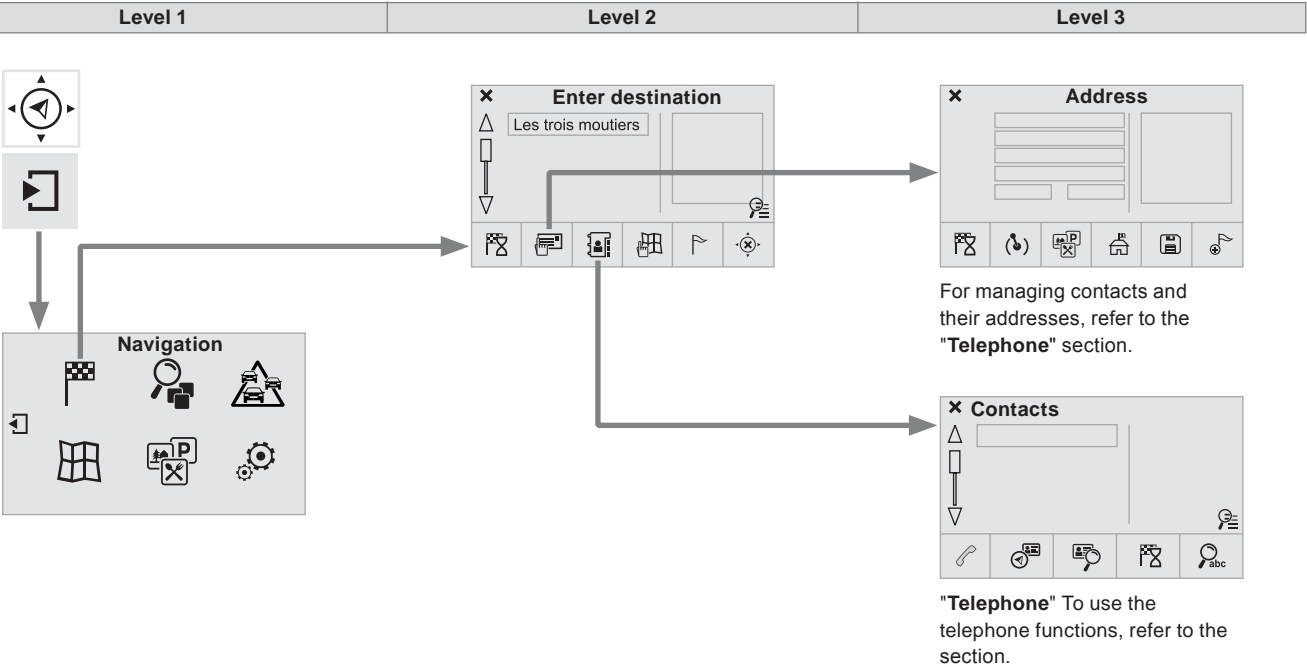 Level 1
Level 2
Level 3
Enter destination
Les trois moutiers
Address
For managing contacts and
their addresses, refer to the
"Telephone" section.
Navigation
P
P
Contacts
abc
"Telephone" To use the
telephone functions, refer to the
section.